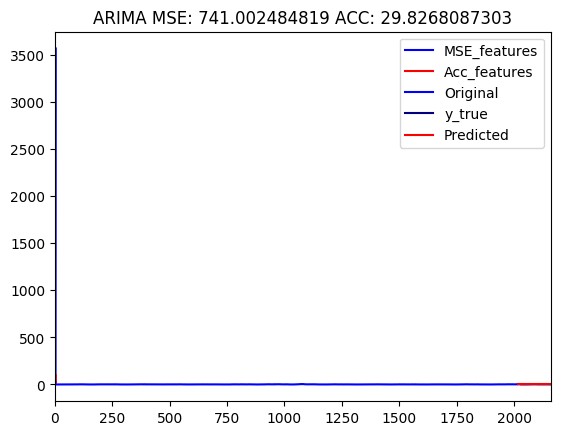 ARIMA MSE: 741.002484819 ACC: 29.8268087303
MSE_features
Acc_features
Original
y_true
Predicted
3500
3000
2500
2000
1500
1000
500
0
0 250 500 750 1000 1250 1500 1750 2000